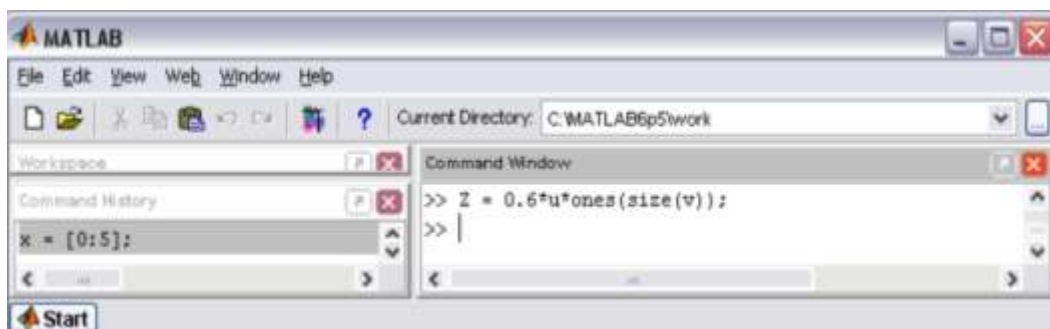 MATLAB
File Edit View Web Window Help
? Current Directory: C:\MATLAB6p5\work ...
Workspace
Command History
x = [0:5];
Command Window
>> Z = 0.6*u*ones(size(v));
>>
Start